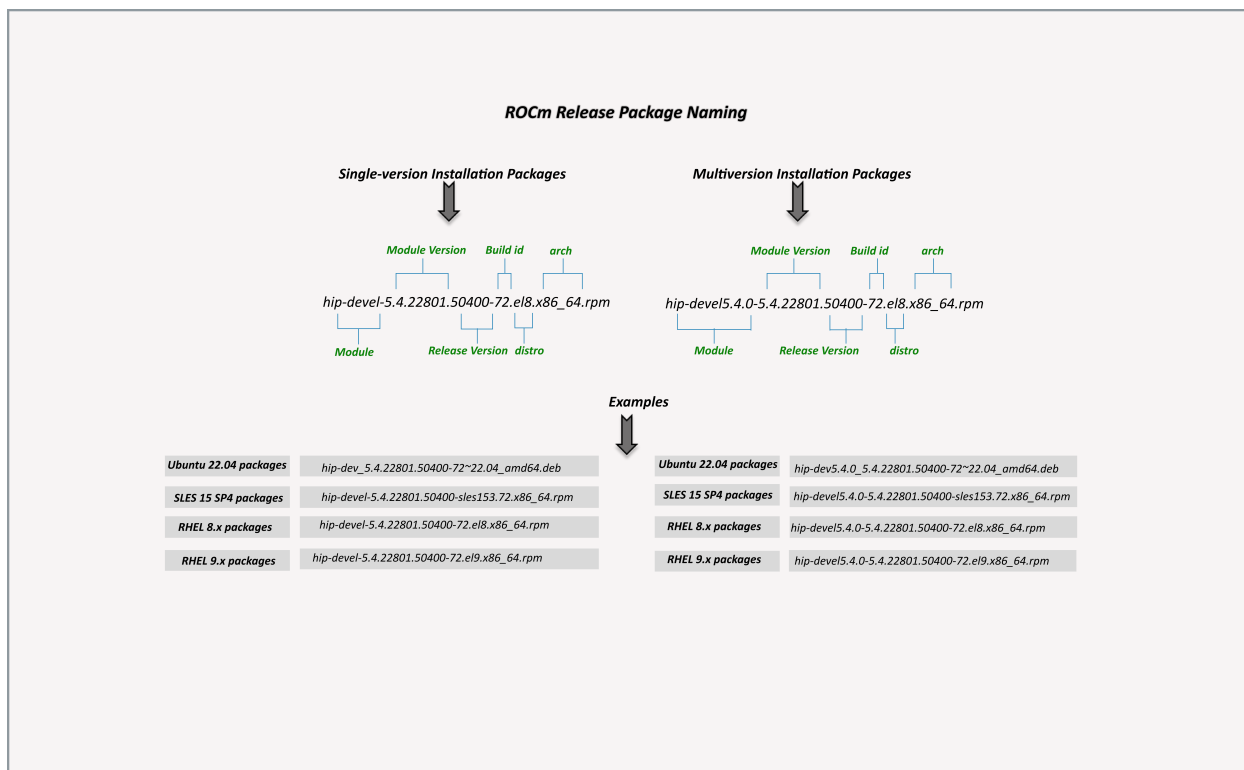 ROCm Release Package Naming
Single-version Installation Packages
Multiversion Installation Packages
Module Version Build id arch
hip-devel-5.4.22801.50400-72.el8.x86_64.rpm
Module Release Version distro
Module Version Build id arch
hip-devel5.4.0-5.4.22801.50400-72.el8.x86_64.rpm
Module Release Version distro
Examples
Ubuntu 22.04 packages hip-dev_5.4.22801.50400-72~22.04_amd64.deb
SLES 15 SP4 packages hip-devel-5.4.22801.50400-sles153.72.x86_64.rpm
RHEL 8.x packages hip-devel-5.4.22801.50400-72.el8.x86_64.rpm
RHEL 9.x packages hip-devel-5.4.22801.50400-72.el9.x86_64.rpm
Ubuntu 22.04 packages hip-dev5.4.0_5.4.22801.50400-72~22.04_amd64.deb
SLES 15 SP4 packages hip-devel5.4.0-5.4.22801.50400-sles153.72.x86_64.rpm
RHEL 8.x packages hip-devel5.4.0-5.4.22801.50400-72.el8.x86_64.rpm
RHEL 9.x packages hip-devel5.4.0-5.4.22801.50400-72.el9.x86_64.rpm